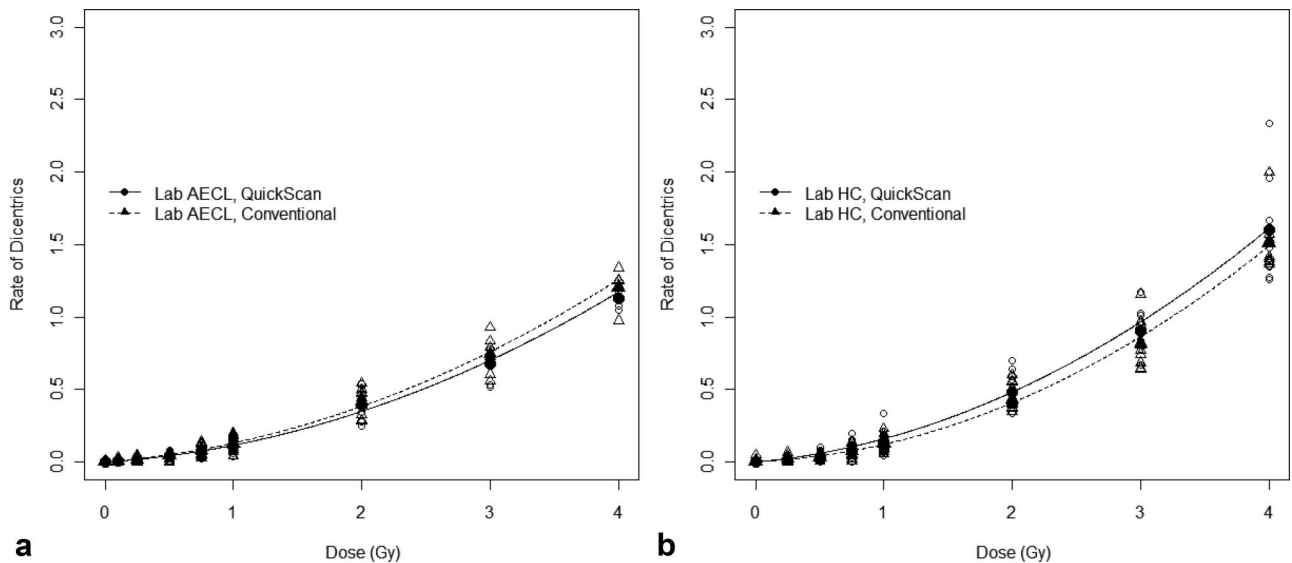 3.0
2.5
2.0
1.5
1.0
0.5
0.0
Rate of Dicentrics
Lab AECL, QuickScan
Lab AECL, Conventional
0 1 2 3 4
Dose (Gy)
a
3.0
2.5
2.0
1.5
1.0
0.5
0.0
Rate of Dicentrics
Lab HC, QuickScan
Lab HC, Conventional
0 1 2 3 4
Dose (Gy)
b